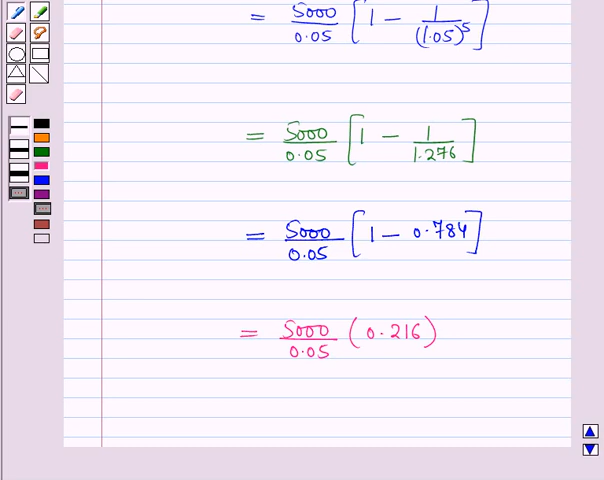 = 5000/0.05 [1 - 1/(1.05)^5]
= 5000/0.05 [1 - 1/1.276]
= 5000/0.05 [1 - 0.784]
= 5000/0.05 (0.216)